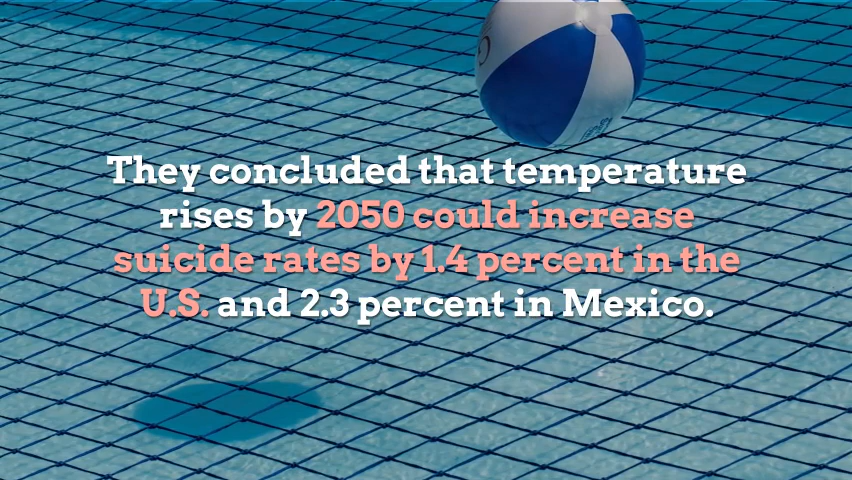 They concluded that temperature
rises by 2050 could increase
suicide rates by 1.4 percent in the
U.S. and 2.3 percent in Mexico.